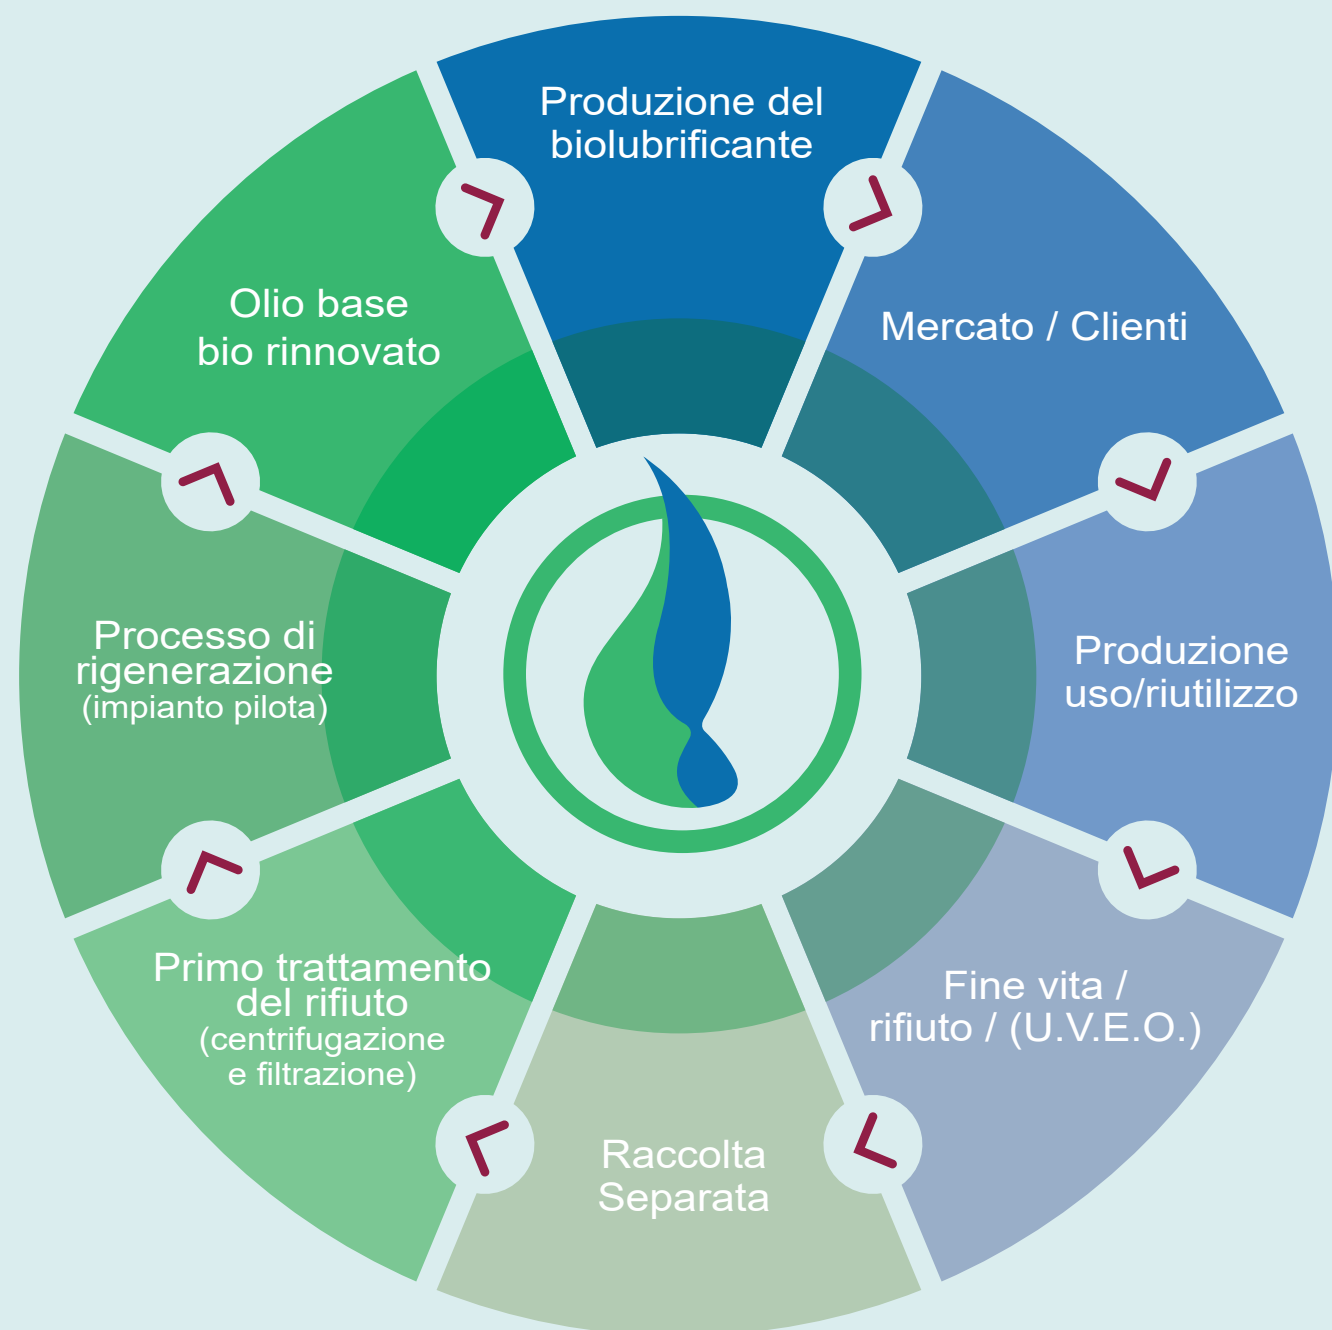 Produzione del
biolubrificante
Mercato / Clienti
Produzione
uso/riutilizzo
Fine vita /
rifiuto / (U.V.E.O.)
Raccolta
Separata
Primo trattamento
del rifiuto
(centrifugazione
e filtrazione)
Processo di
rigenerazione
(impianto pilota)
Olio base
bio rinnovato